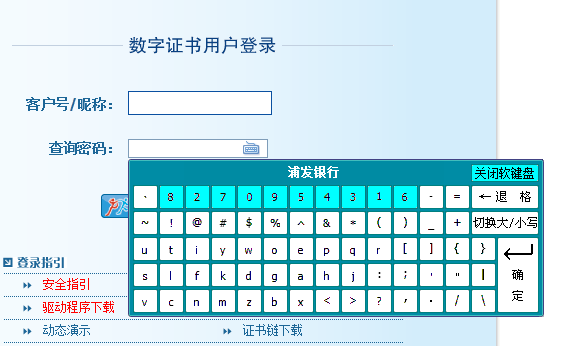 数字证书用户登录
客户号/昵称:
查询密码:
浦发银行 关闭软键盘
` 8 2 7 0 9 5 4 3 1 6 - = ← 退 格
~ ! @ # $ % ^ & * ( ) _ + 切换大/小写
u t i y w o e p q r [ ] { }
s l f k g d a h j : ; ' " |
v c n m z b x < > ? , . / \
确
定
登录指引
安全指引
驱动程序下载
动态演示 证书链下载